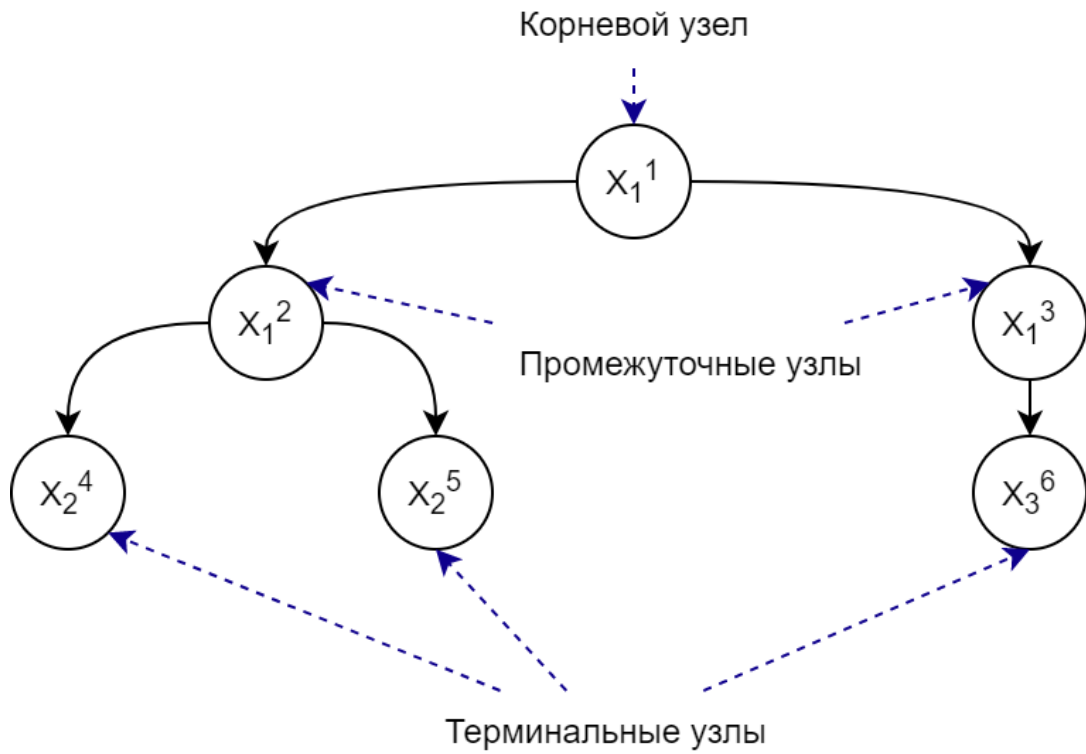 Корневой узел
X₁¹
X₁²
X₁³
Промежуточные узлы
X₂⁴
X₂⁵
X₃⁶
Терминальные узлы